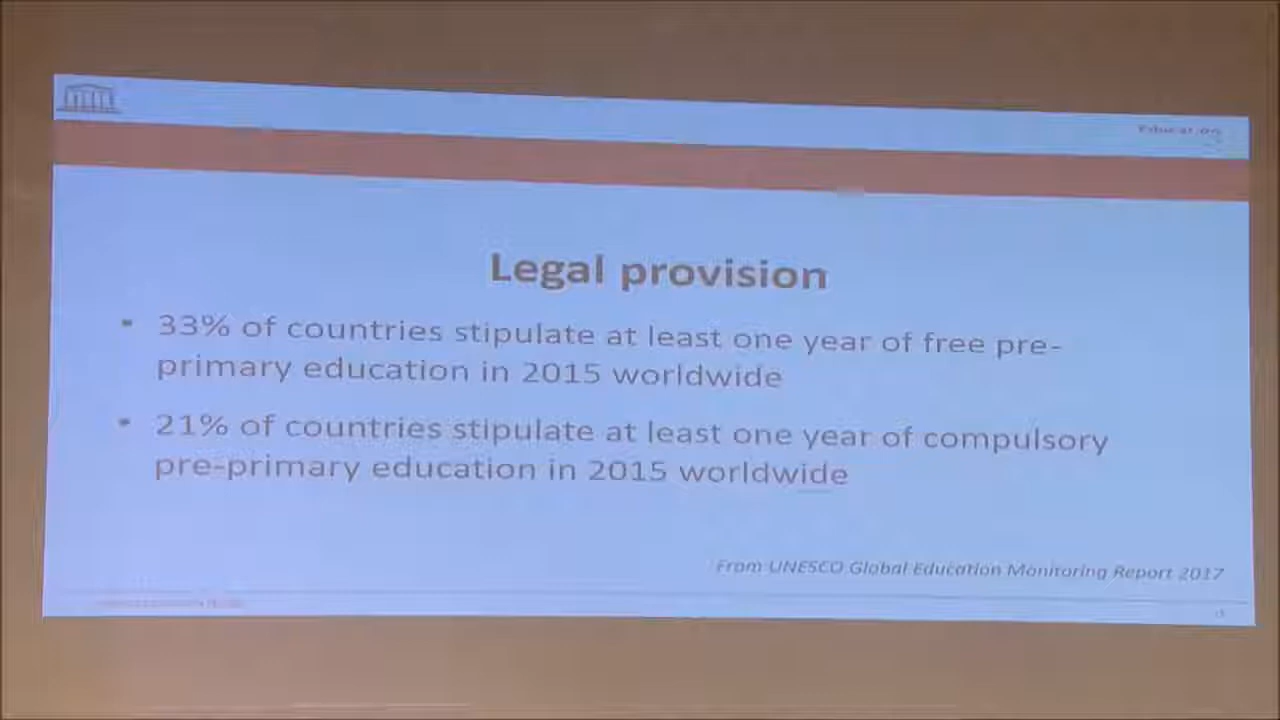 Education
Legal provision
▪ 33% of countries stipulate at least one year of free pre-
primary education in 2015 worldwide
▪ 21% of countries stipulate at least one year of compulsory
pre-primary education in 2015 worldwide
From UNESCO Global Education Monitoring Report 2017